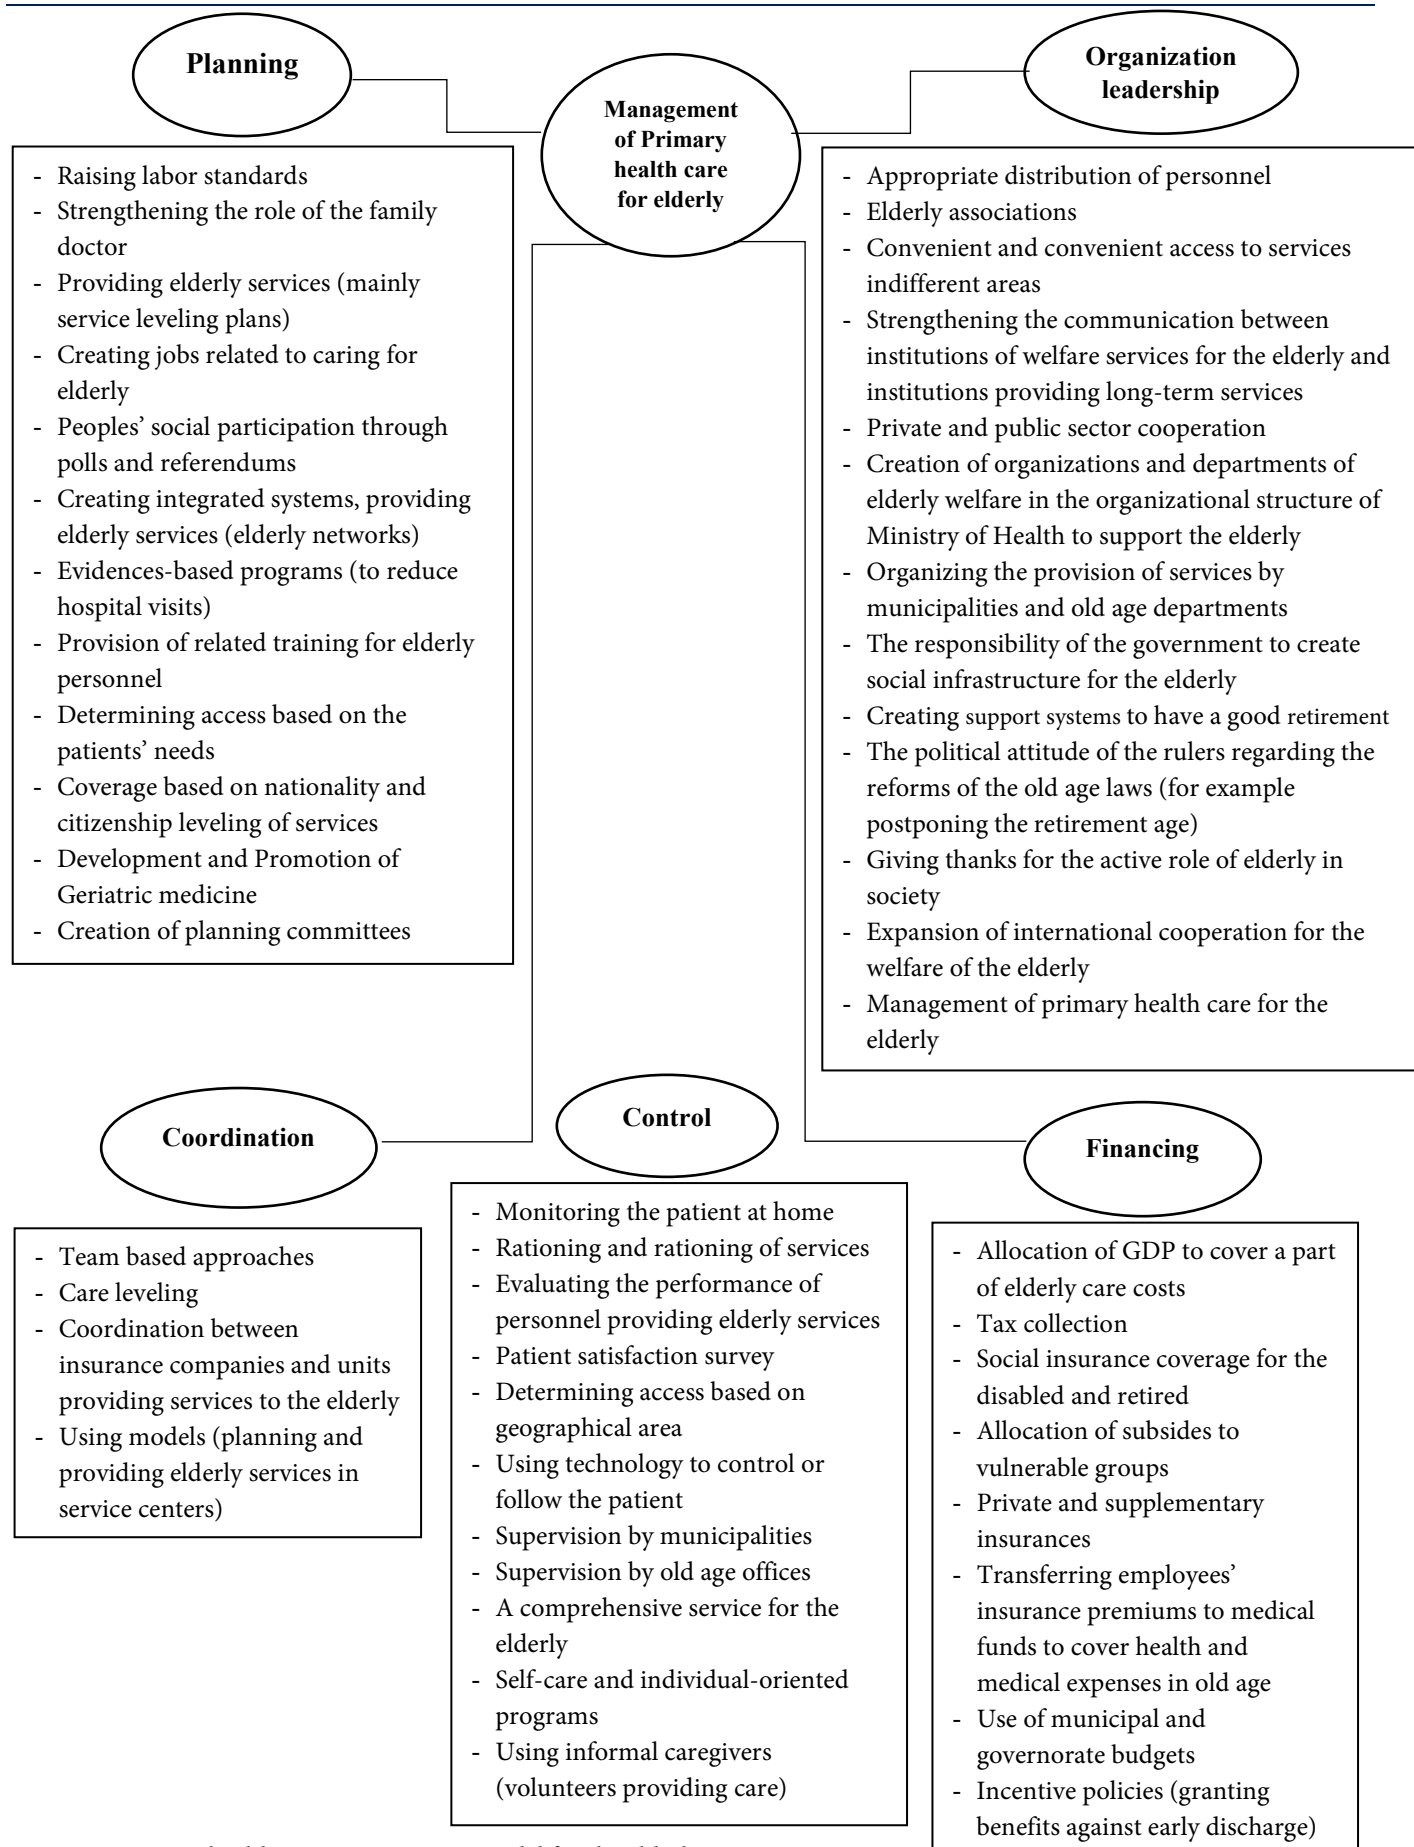 Planning
Management
of Primary
health care
for elderly
Organization
leadership
- Raising labor standards
- Strengthening the role of the family
doctor
- Providing elderly services (mainly
service leveling plans)
- Creating jobs related to caring for
elderly
- Peoples’ social participation through
polls and referendums
- Creating integrated systems, providing
elderly services (elderly networks)
- Evidences-based programs (to reduce
hospital visits)
- Provision of related training for elderly
personnel
- Determining access based on the
patients’ needs
- Coverage based on nationality and
citizenship leveling of services
- Development and Promotion of
Geriatric medicine
- Creation of planning committees
- Appropriate distribution of personnel
- Elderly associations
- Convenient and convenient access to services
indifferent areas
- Strengthening the communication between
institutions of welfare services for the elderly and
institutions providing long-term services
- Private and public sector cooperation
- Creation of organizations and departments of
elderly welfare in the organizational structure of
Ministry of Health to support the elderly
- Organizing the provision of services by
municipalities and old age departments
- The responsibility of the government to create
social infrastructure for the elderly
- Creating support systems to have a good retirement
- The political attitude of the rulers regarding the
reforms of the old age laws (for example
postponing the retirement age)
- Giving thanks for the active role of elderly in
society
- Expansion of international cooperation for the
welfare of the elderly
- Management of primary health care for the
elderly
Coordination
- Team based approaches
- Care leveling
- Coordination between
insurance companies and units
providing services to the elderly
- Using models (planning and
providing elderly services in
service centers)
Control
- Monitoring the patient at home
- Rationing and rationing of services
- Evaluating the performance of
personnel providing elderly services
- Patient satisfaction survey
- Determining access based on
geographical area
- Using technology to control or
follow the patient
- Supervision by municipalities
- Supervision by old age offices
- A comprehensive service for the
elderly
- Self-care and individual-oriented
programs
- Using informal caregivers
(volunteers providing care)
Financing
- Allocation of GDP to cover a part
of elderly care costs
- Tax collection
- Social insurance coverage for the
disabled and retired
- Allocation of subsides to
vulnerable groups
- Private and supplementary
insurances
- Transferring employees’
insurance premiums to medical
funds to cover health and
medical expenses in old age
- Use of municipal and
governorate budgets
- Incentive policies (granting
benefits against early discharge)